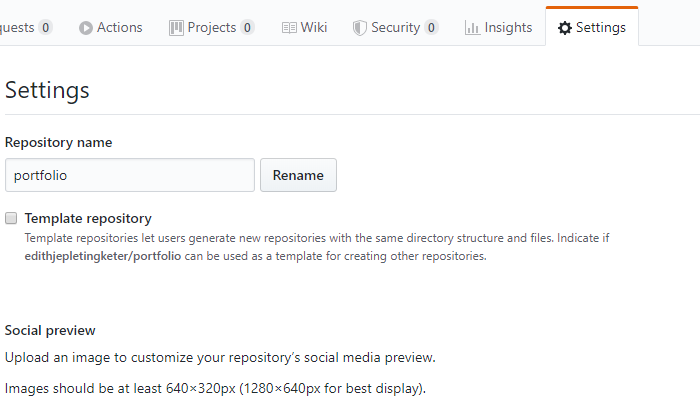 quests 0 Actions Projects 0 Wiki Security 0 Insights Settings
Settings
Repository name
portfolio Rename
Template repository
Template repositories let users generate new repositories with the same directory structure and files. Indicate if
edithjepletingketer/portfolio can be used as a template for creating other repositories.
Social preview
Upload an image to customize your repository’s social media preview.
Images should be at least 640×320px (1280×640px for best display).